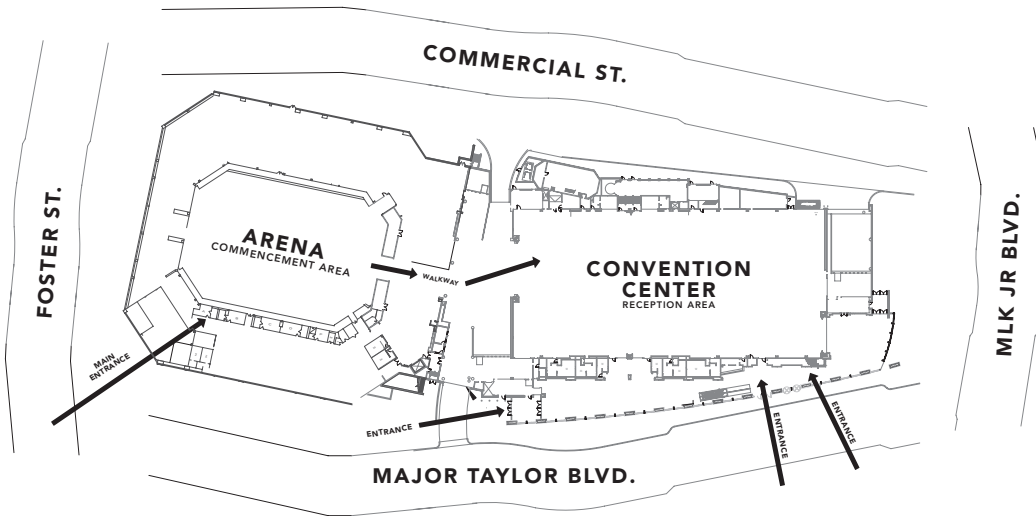 COMMERCIAL ST.
FOSTER ST.
ARENA
COMMENCEMENT AREA
WALKWAY
CONVENTION
CENTER
RECEPTION AREA
MLK JR BLVD.
MAIN
ENTRANCE
ENTRANCE
ENTRANCE
ENTRANCE
MAJOR TAYLOR BLVD.